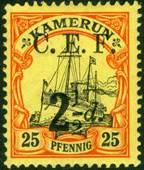 KAMERUN
C.E.F.
2½d.
25 PFENNIG 25